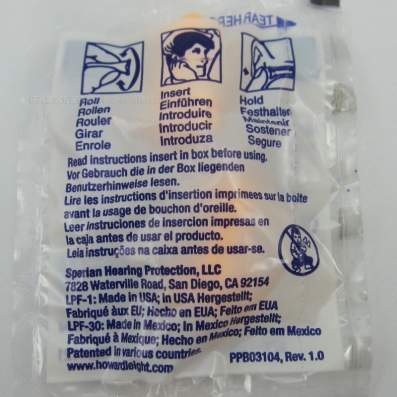 TEAR HERE
Roll
Rollen
Rouler
Girar
Enrole
Insert
Einführen
Introduire
Introducir
Introduza
Hold
Festhalten
Maintenir
Sostener
Segure
Read instructions insert in box before using.
Vor Gebrauch die in der Box liegenden
Benutzerhinweise lesen.
Lire les instructions d'insertion imprimees sur la boite
avant la usage de bouchon d'oreille.
Leer instruciones de insercion impresas en
la caja antes de usar el producto.
Leia instruções na caixa antes de usar-se.
Sperian Hearing Protection, LLC
7828 Waterville Road, San Diego, CA 92154
LPF-1: Made in USA; in USA Hergestellt;
Fabriqué àux EU; Hecho en EUA; Feito em EUA
LPF-30: Made in Mexico; In Mexico Hergestellt;
Fabriqué à Mexique; Hecho en Mexico; Feito em Mexico
Patented in various countries.
www.howardleight.com
PPB03104, Rev. 1.0